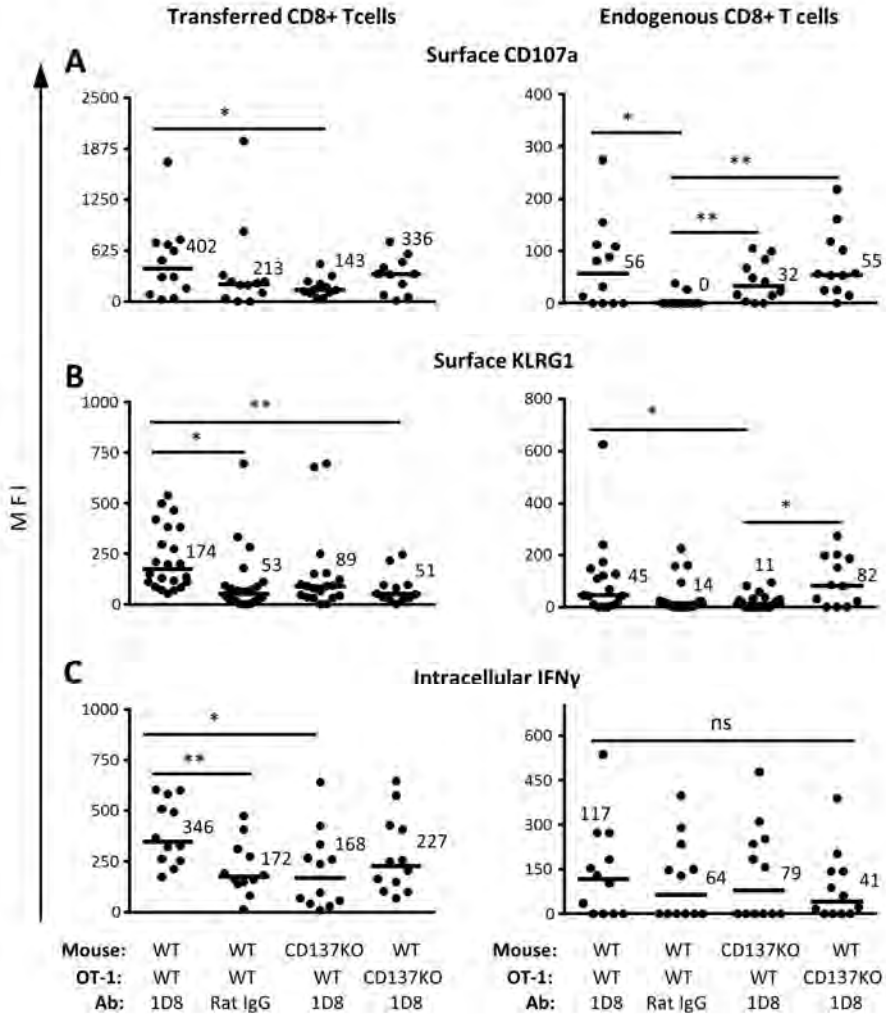 Transferred CD8+ Tcells Endogenous CD8+ T cells
A Surface CD107a
2500 1875 1250 625 0
* 402 213 143 336
400 300 200 100 0
* ** ** 56 0 32 55
B Surface KLRG1
1000 750 500 250 0
** * 174 53 89 51
800 600 400 200 0
* * 45 14 11 82
M F I
C Intracellular IFNγ
1000 750 500 250 0
* ** 346 172 168 227
600 450 300 150 0
ns 117 64 79 41
Mouse: WT WT CD137KO WT WT WT CD137KO WT
OT-1: WT WT WT CD137KO WT WT WT CD137KO
Ab: 1D8 Rat IgG 1D8 1D8 1D8 Rat IgG 1D8 1D8